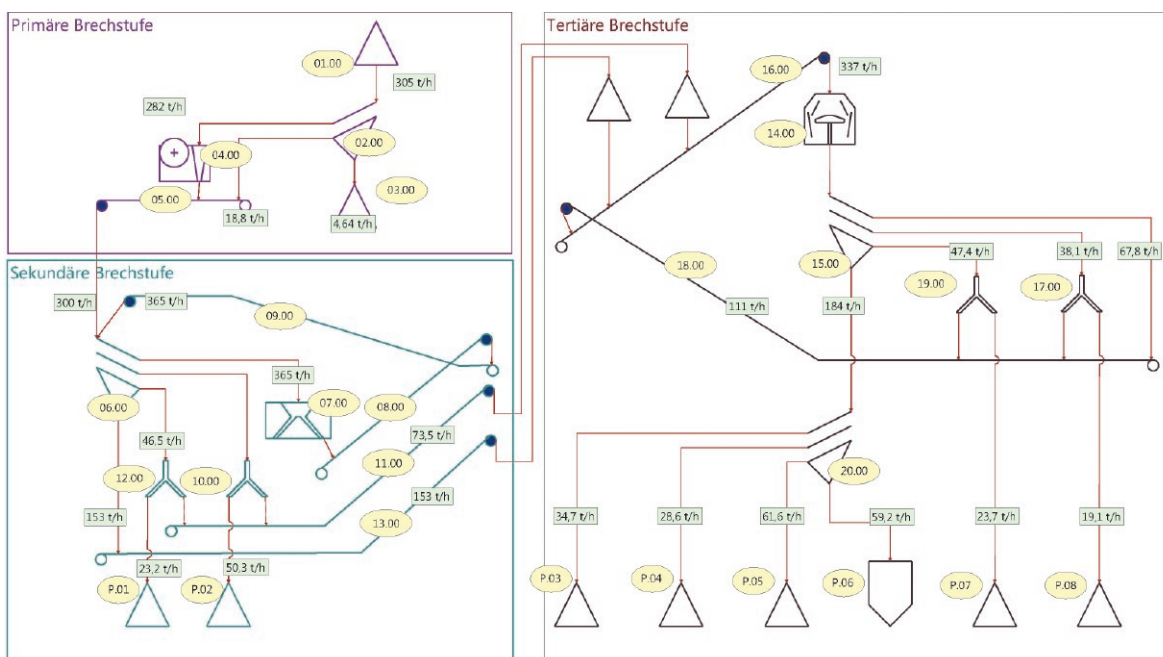 Primäre Brechstufe
01.00
305 t/h
282 t/h
02.00
04.00
03.00
05.00
18,8 t/h
4,64 t/h
Sekundäre Brechstufe
300 t/h
365 t/h
09.00
365 t/h
07.00
08.00
06.00
46,5 t/h
73,5 t/h
11.00
12.00
10.00
153 t/h
153 t/h
13.00
23,2 t/h
50,3 t/h
P.01
P.02
Tertiäre Brechstufe
16.00
337 t/h
14.00
15.00
47,4 t/h
38,1 t/h
67,8 t/h
18.00
19.00
17.00
111 t/h
184 t/h
20.00
34,7 t/h
28,6 t/h
61,6 t/h
59,2 t/h
23,7 t/h
19,1 t/h
P.03
P.04
P.05
P.06
P.07
P.08